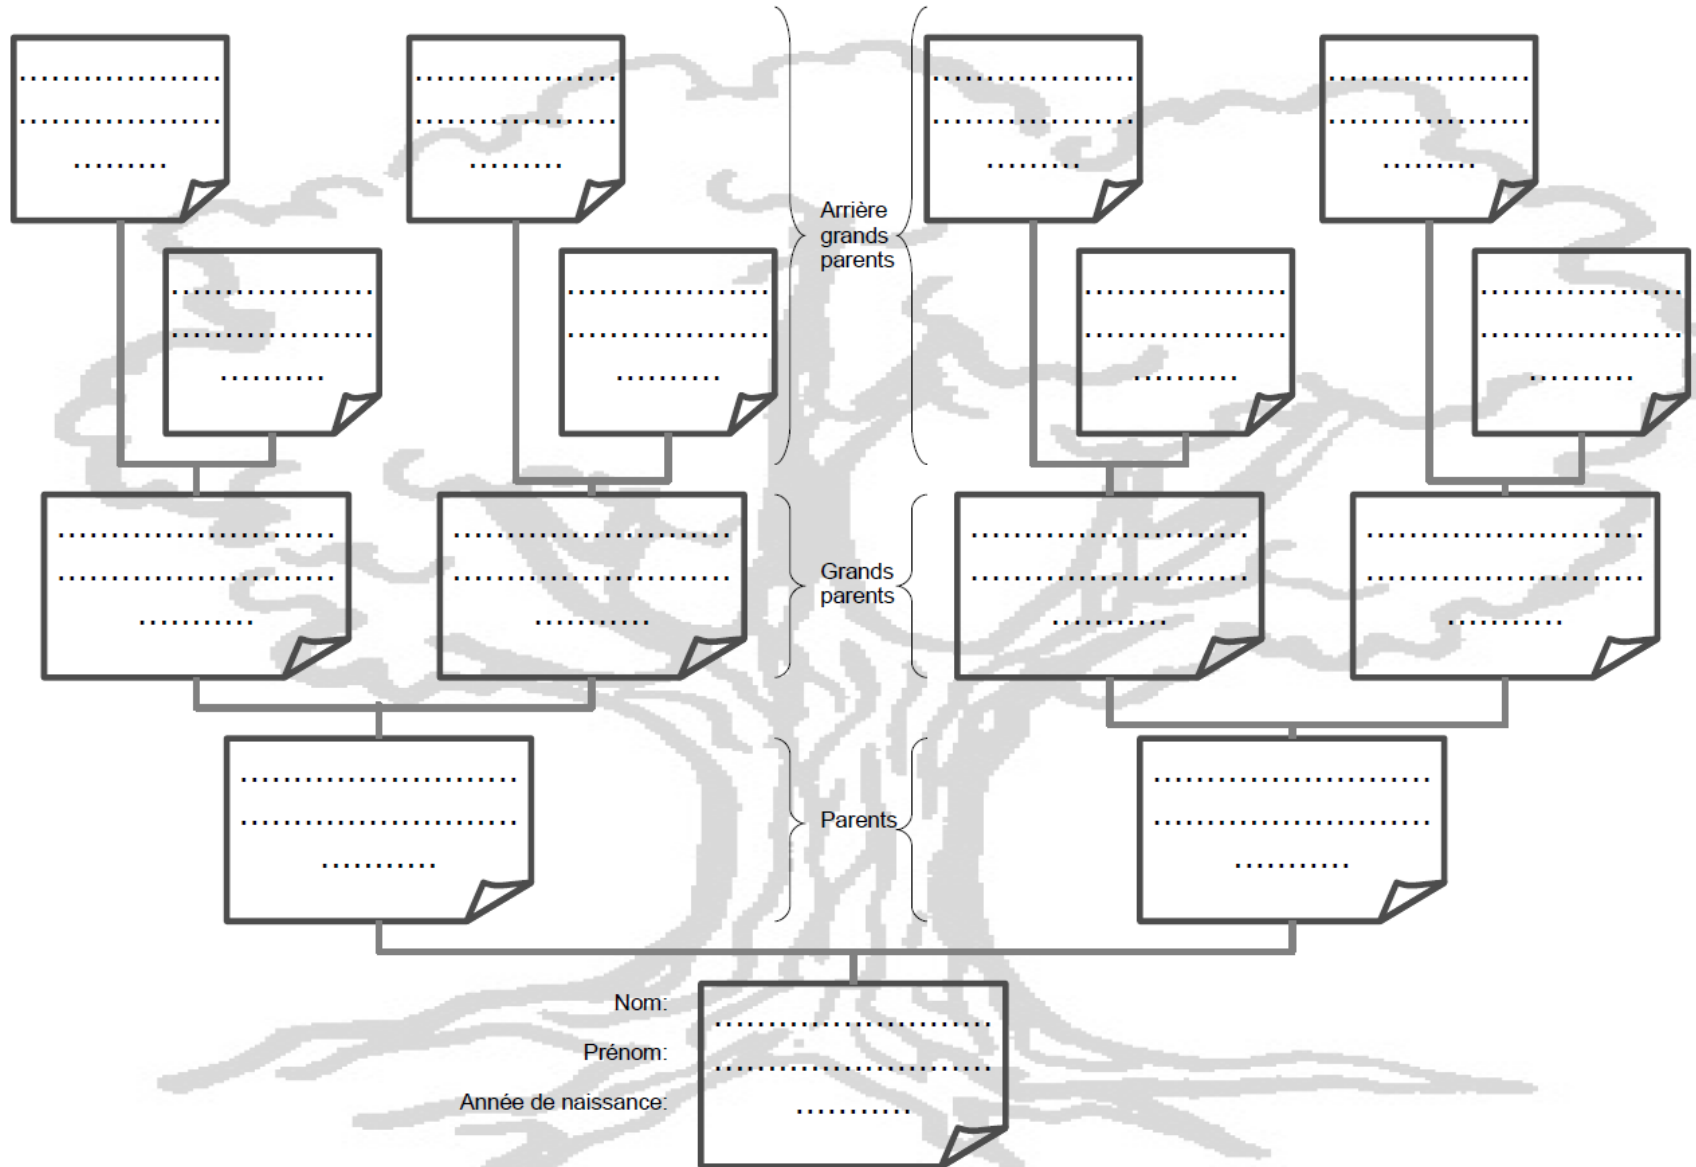 Arrière
grands
parents
Grands
parents
Parents
Nom:
Prénom:
Année de naissance: